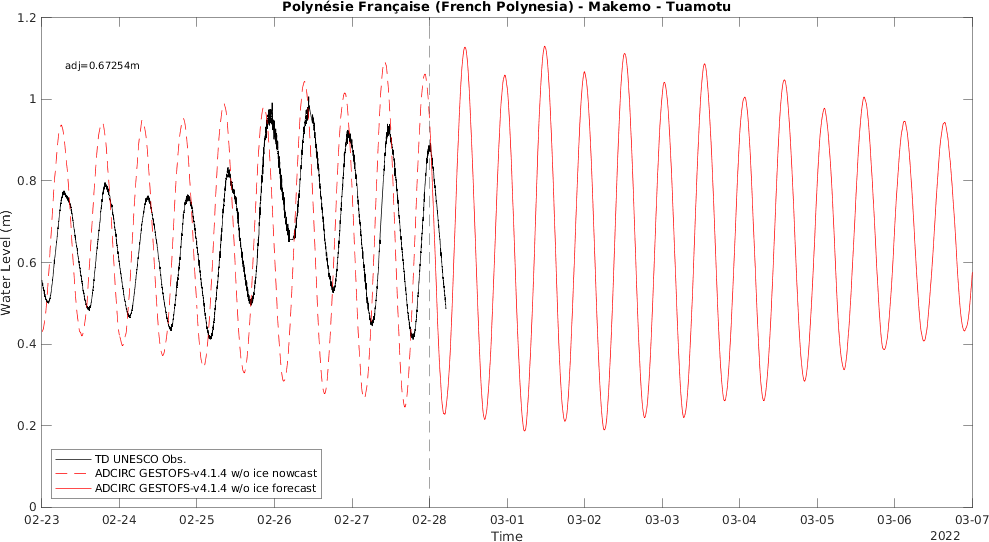 Polynésie Française (French Polynesia) - Makemo - Tuamotu
1.2
1
0.8
0.6
0.4
0.2
0
Water Level (m)
adj=0.67254m
TD UNESCO Obs.
ADCIRC GESTOFS-v4.1.4 w/o ice nowcast
ADCIRC GESTOFS-v4.1.4 w/o ice forecast
02-23 02-24 02-25 02-26 02-27 02-28 03-01 03-02 03-03 03-04 03-05 03-06 03-07
Time
2022